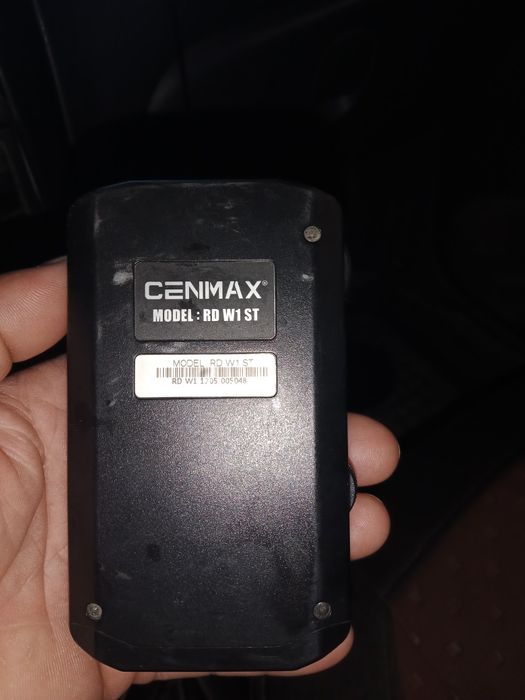 CENMAX®
MODEL : RD W1 ST
MODEL: RD W1 ST
RD W1 1205 005048